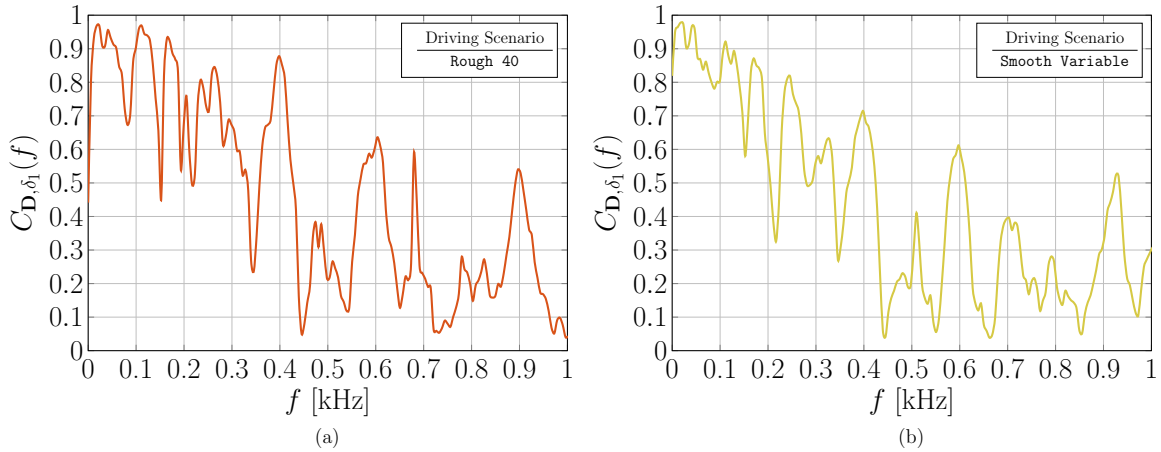 1
0.9
0.8
0.7
0.6
0.5
0.4
0.3
0.2
0.1
0
C_{D,δ_1}(f)
Driving Scenario
Rough 40
0 0.1 0.2 0.3 0.4 0.5 0.6 0.7 0.8 0.9 1
f [kHz]
(a)
1
0.9
0.8
0.7
0.6
0.5
0.4
0.3
0.2
0.1
0
C_{D,δ_1}(f)
Driving Scenario
Smooth Variable
0 0.1 0.2 0.3 0.4 0.5 0.6 0.7 0.8 0.9 1
f [kHz]
(b)